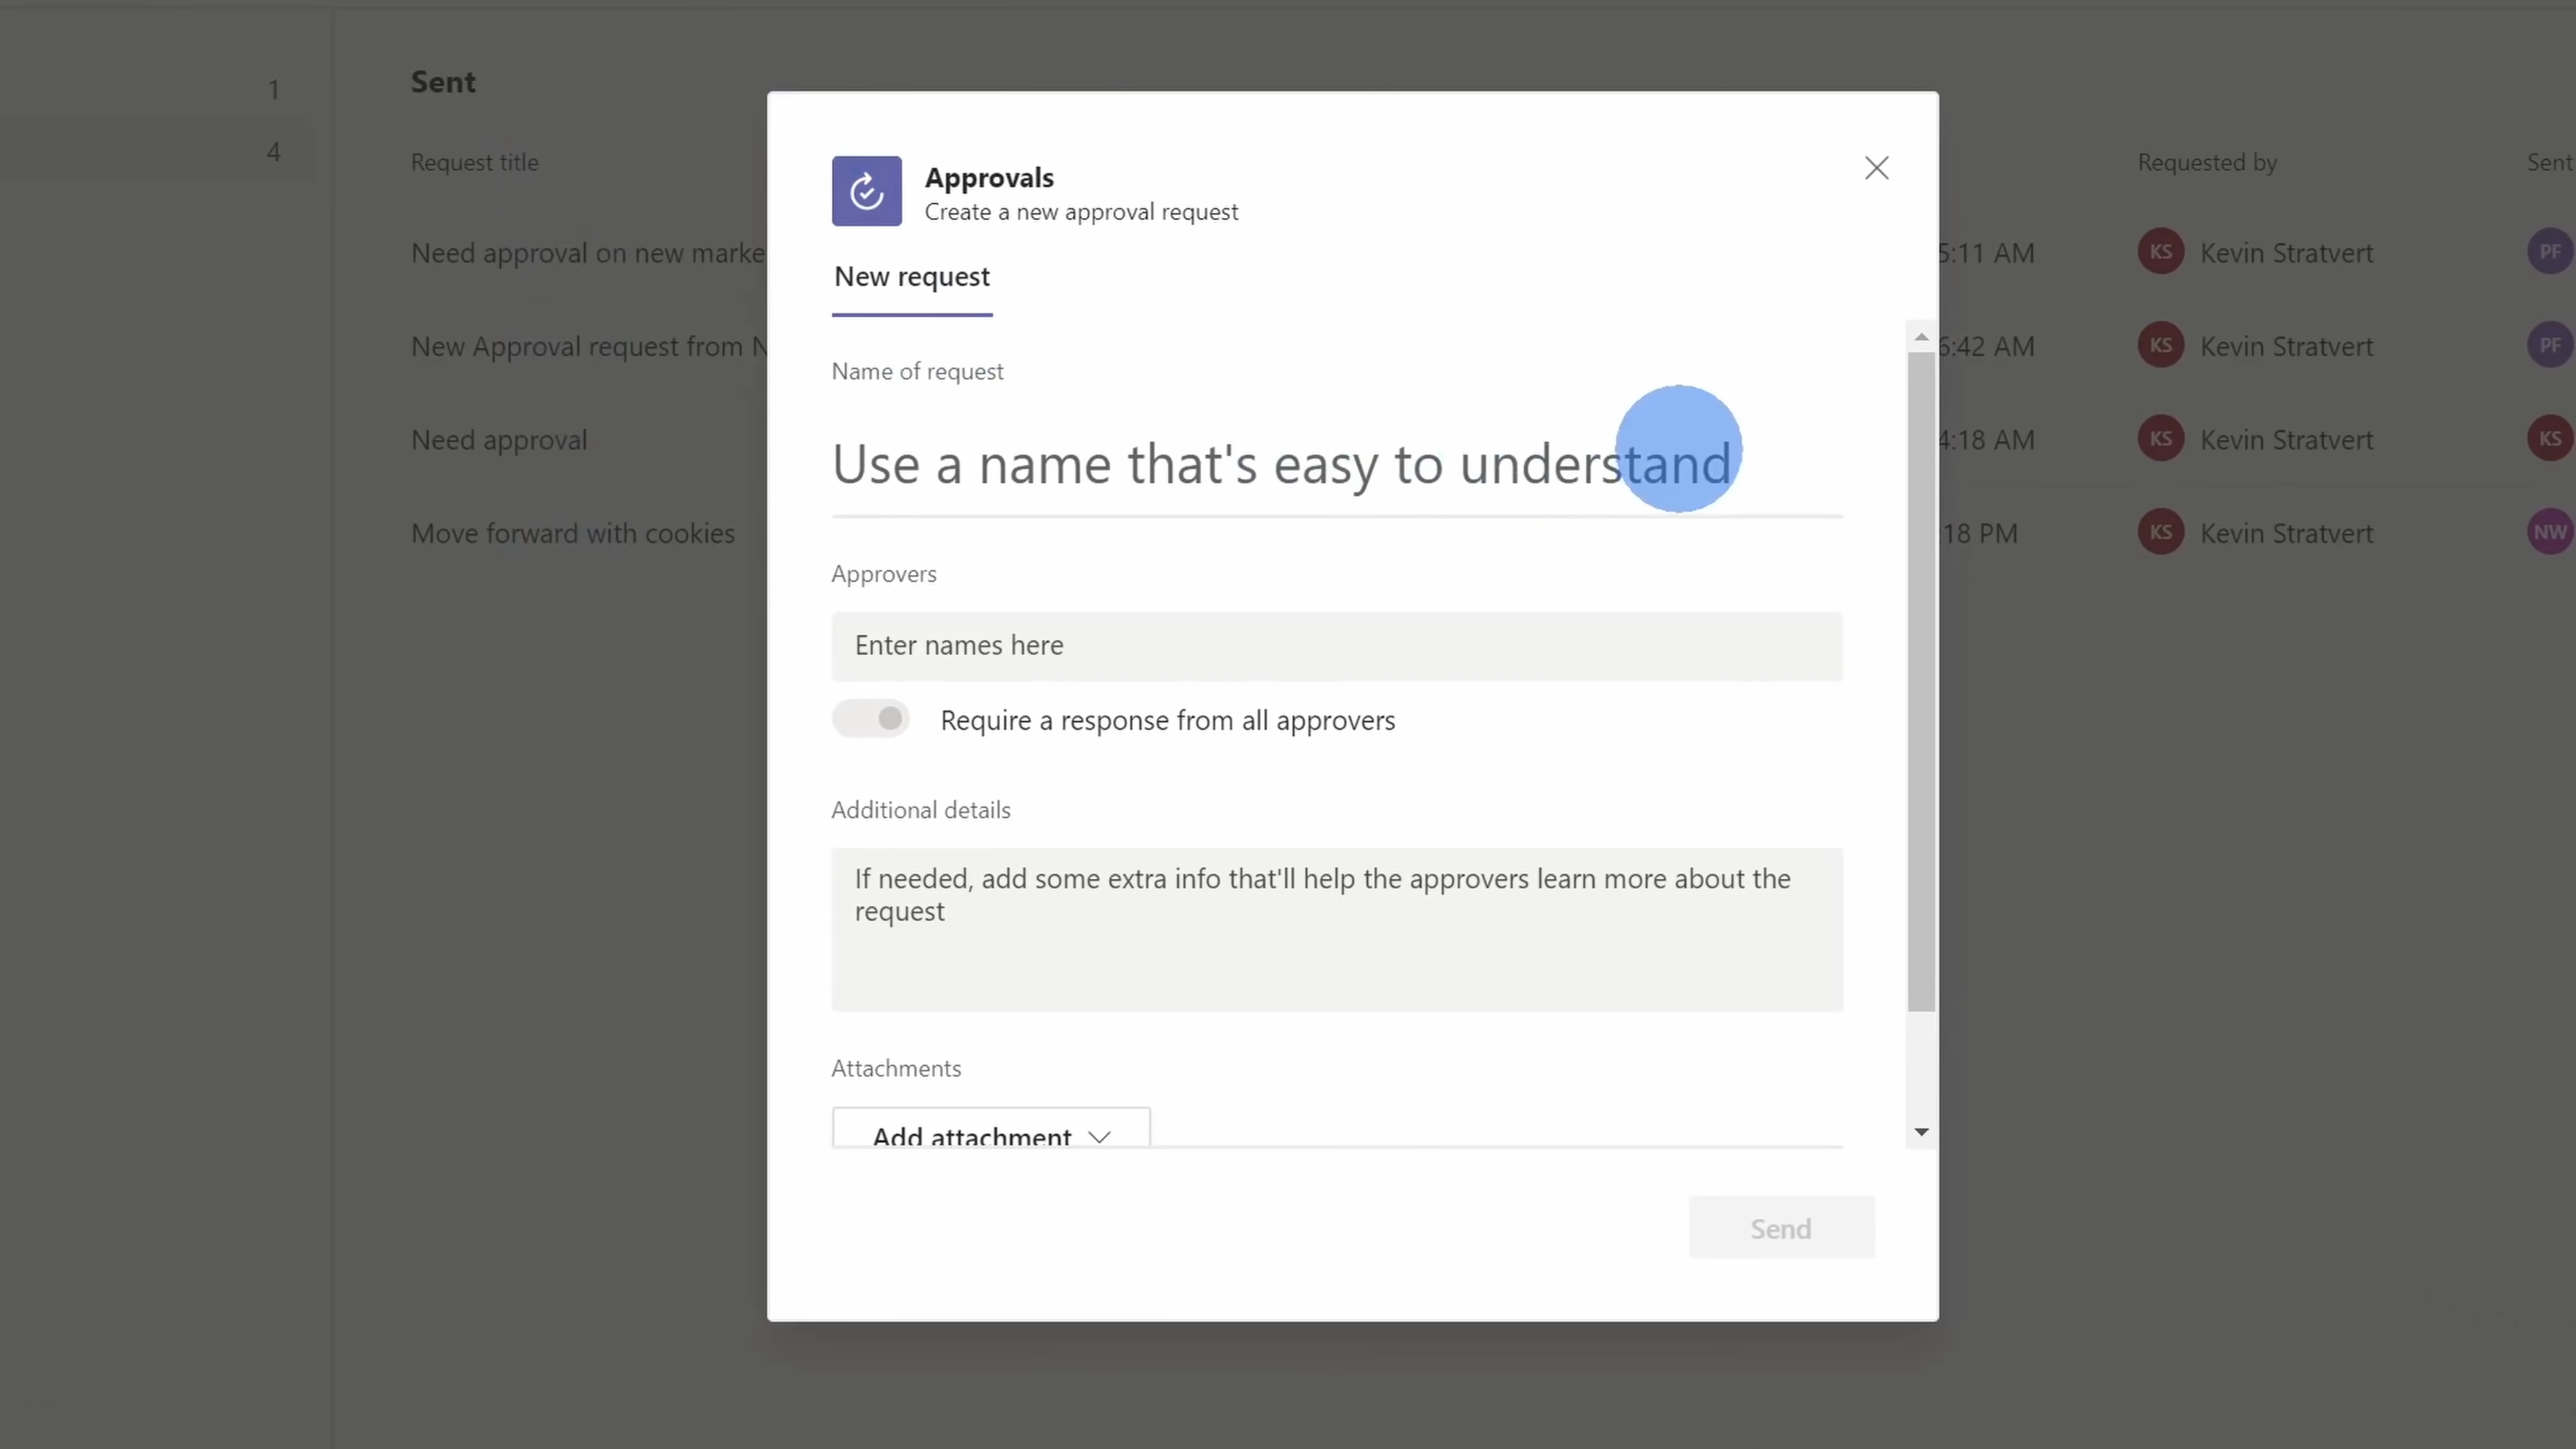 1
4
Sent
Request title
Requested by
Sent
Need approval on new marke
5:11 AM
KS
Kevin Stratvert
PF
New Approval request from N
6:42 AM
KS
Kevin Stratvert
PF
Need approval
4:18 AM
KS
Kevin Stratvert
KS
Move forward with cookies
18 PM
KS
Kevin Stratvert
NW
Approvals
Create a new approval request
New request
Name of request
Use a name that's easy to understand
Approvers
Enter names here
Require a response from all approvers
Additional details
If needed, add some extra info that'll help the approvers learn more about the
request
Attachments
Add attachment
Send